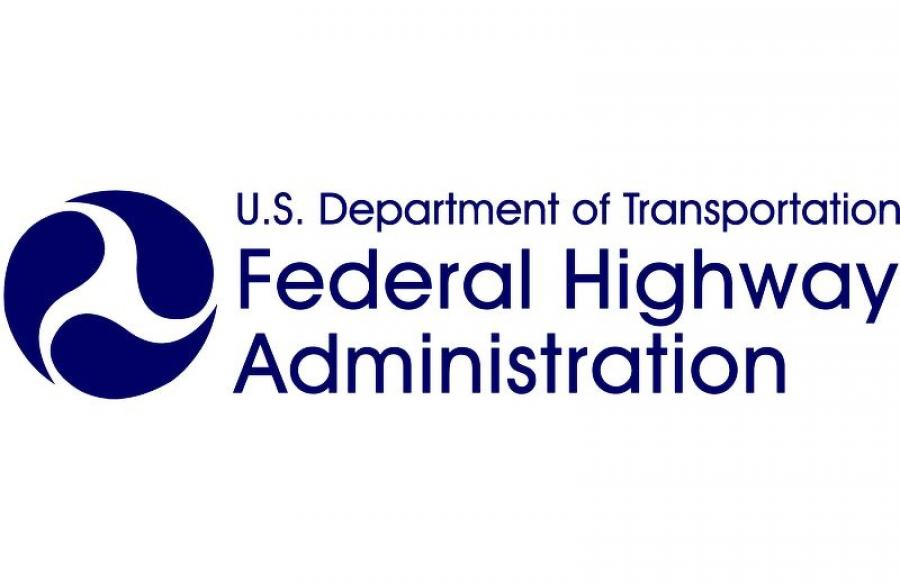 U.S. Department of Transportation
Federal Highway
Administration